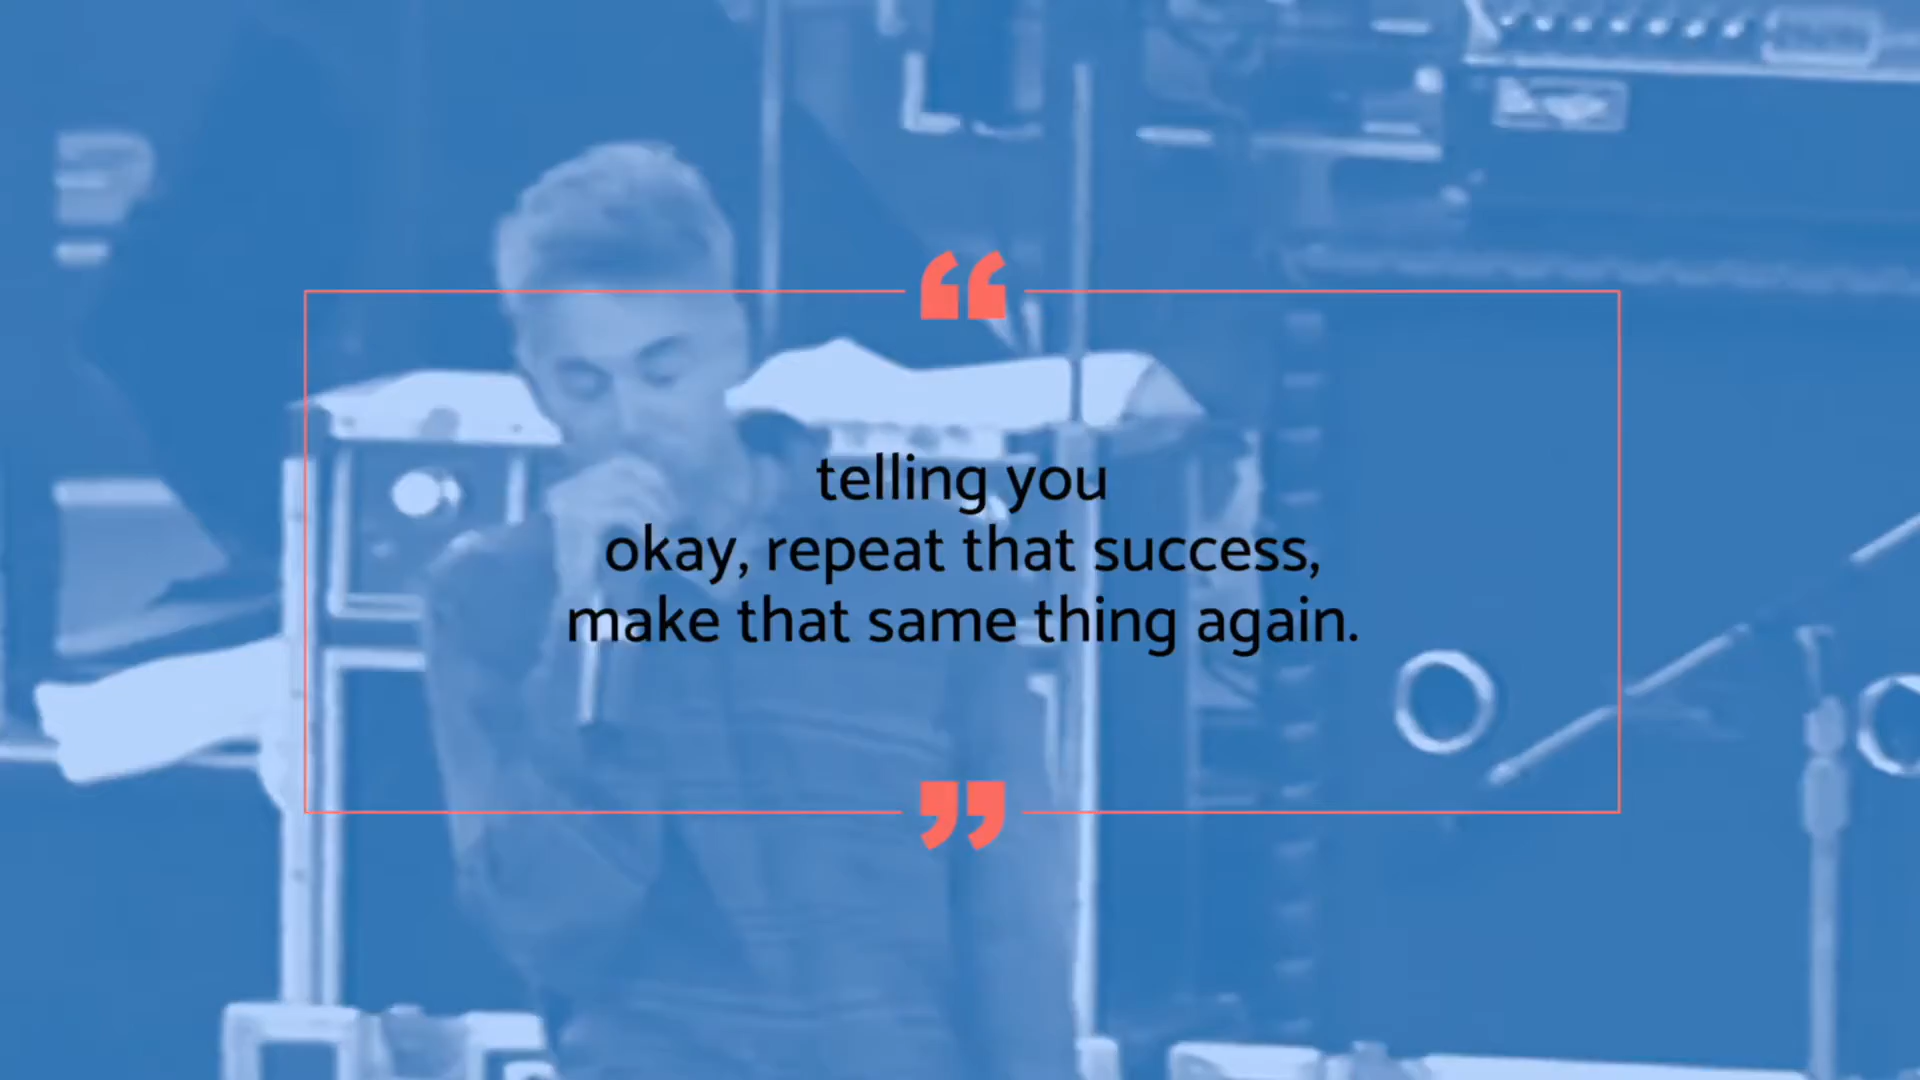 telling you
okay, repeat that success,
make that same thing again.